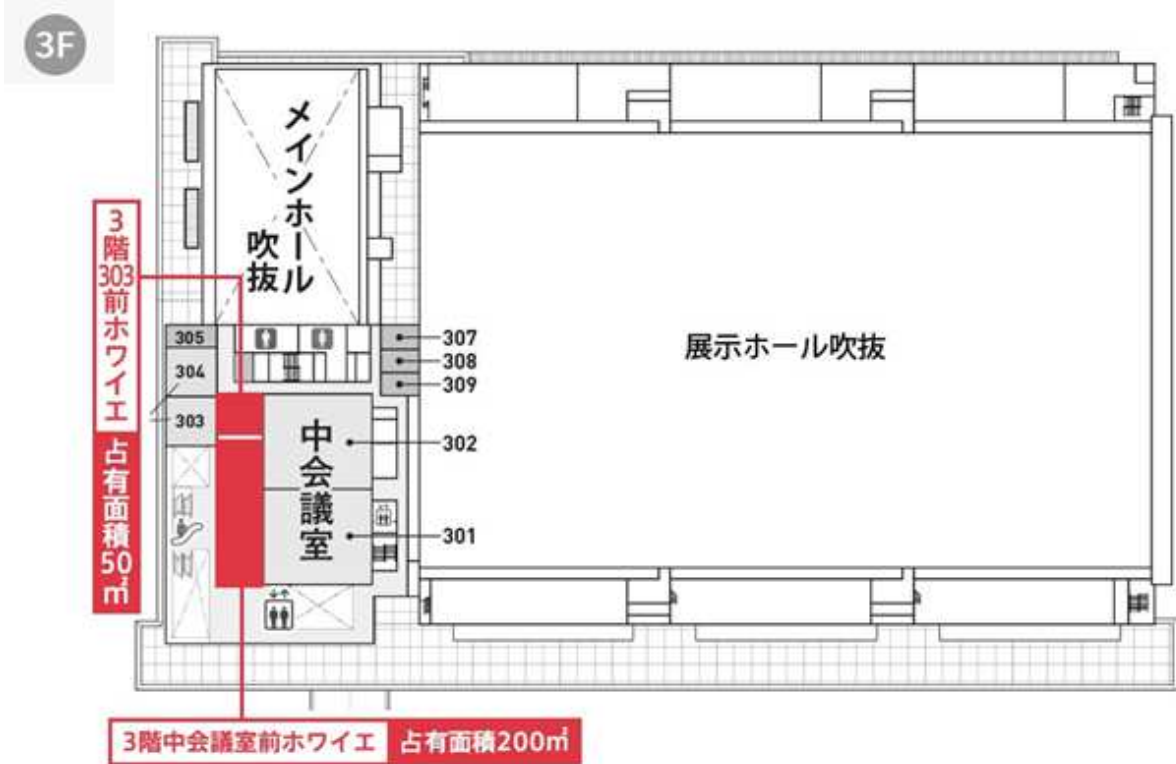 3F
メインホール
吹抜
3階303前ホワイエ
占有面積50㎡
305
304
303
307
308
309
302
301
中会議室
展示ホール吹抜
3階中会議室前ホワイエ
占有面積200㎡